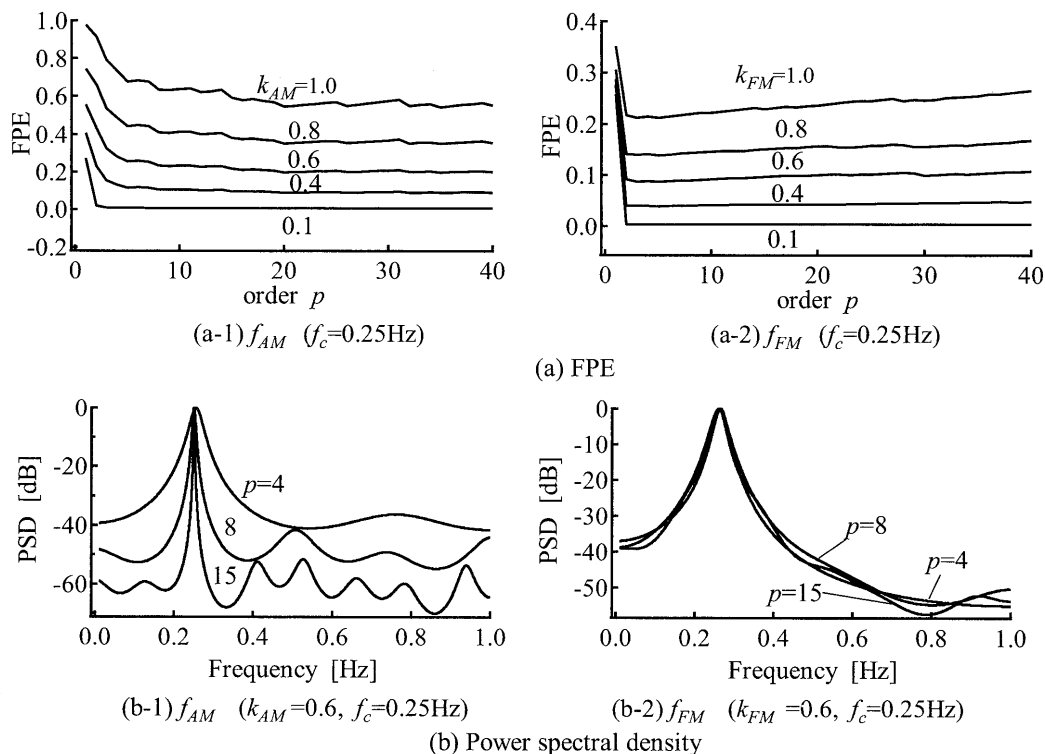 1.0
0.8
0.6
0.4
0.2
0.0
-0.2
FPE
k_AM=1.0
0.8
0.6
0.4
0.1
0 10 20 30 40
order p
(a-1) f_AM (f_c=0.25Hz)
0.4
0.3
0.2
0.1
0.0
FPE
k_FM=1.0
0.8
0.6
0.4
0.1
0 10 20 30 40
order p
(a-2) f_FM (f_c=0.25Hz)
(a) FPE
0
-20
-40
-60
PSD [dB]
p=4
8
15
0.0 0.2 0.4 0.6 0.8 1.0
Frequency [Hz]
(b-1) f_AM (k_AM=0.6, f_c=0.25Hz)
0
-10
-20
-30
-40
-50
PSD [dB]
p=8
p=4
p=15
0.0 0.2 0.4 0.6 0.8 1.0
Frequency [Hz]
(b-2) f_FM (k_FM =0.6, f_c=0.25Hz)
(b) Power spectral density